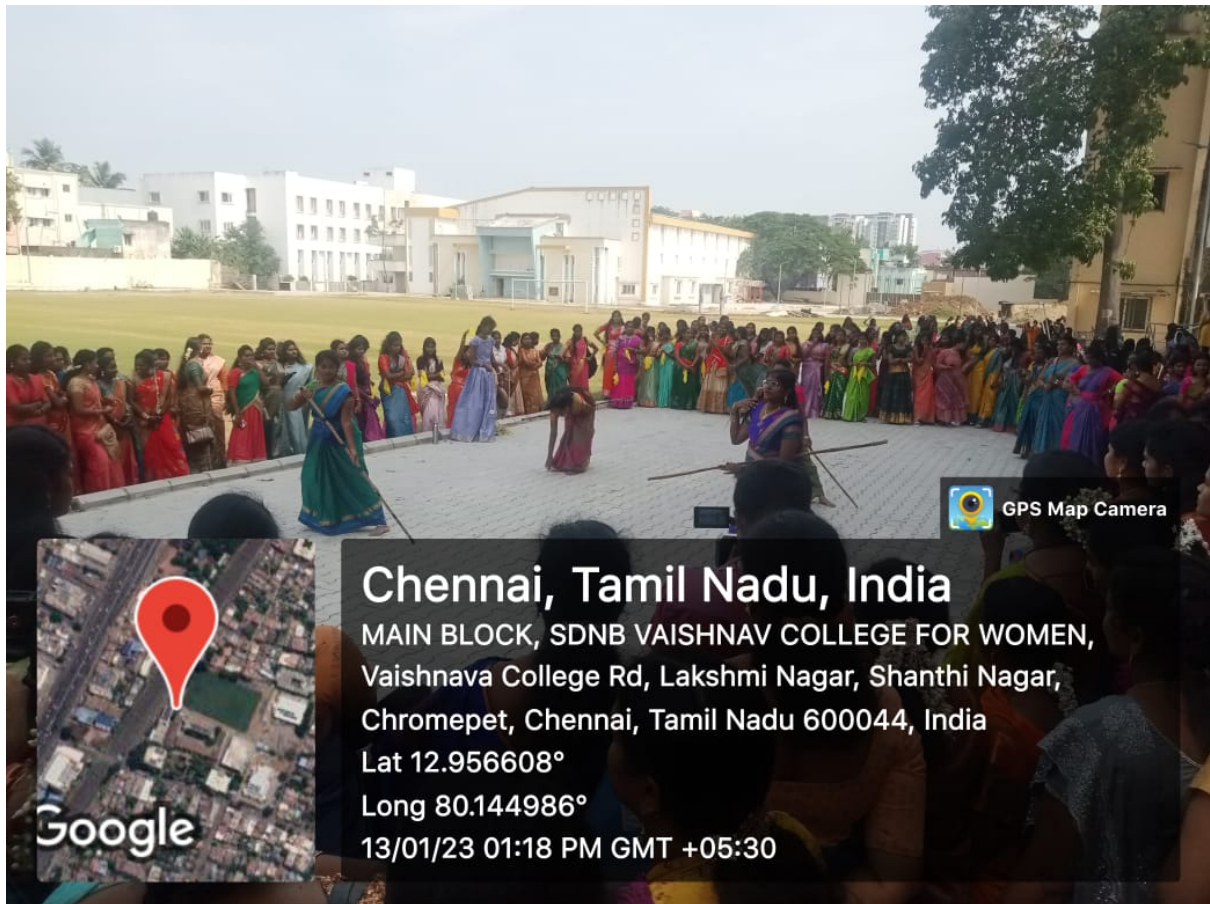 GPS Map Camera
Chennai, Tamil Nadu, India
MAIN BLOCK, SDNB VAISHNAV COLLEGE FOR WOMEN,
Vaishnava College Rd, Lakshmi Nagar, Shanthi Nagar,
Chromepet, Chennai, Tamil Nadu 600044, India
Lat 12.956608°
Long 80.144986°
13/01/23 01:18 PM GMT +05:30
Google